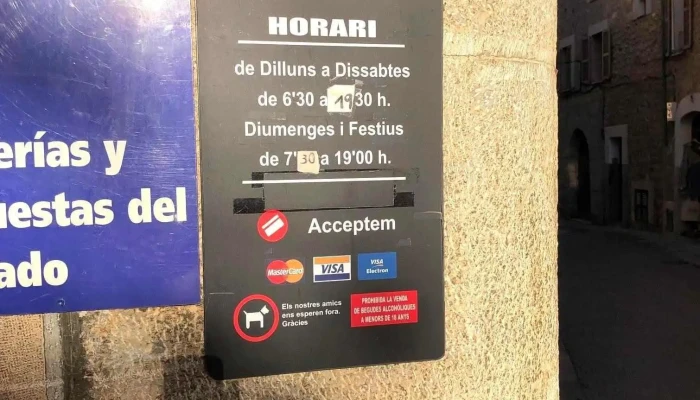 HORARI
de Dilluns a Dissabtes
de 6'30 a 19'30 h.
Diumenges i Festius
de 7'30 a 19'00 h.
Acceptem
MasterCard
VISA
VISA
Electron
Els nostres amics
ens esperen fora.
Gràcies
PROHIBIDA LA VENDA
DE BEGUDES ALCOHÒLIQUES
A MENORS DE 18 ANYS
erías y
uestas del
ado